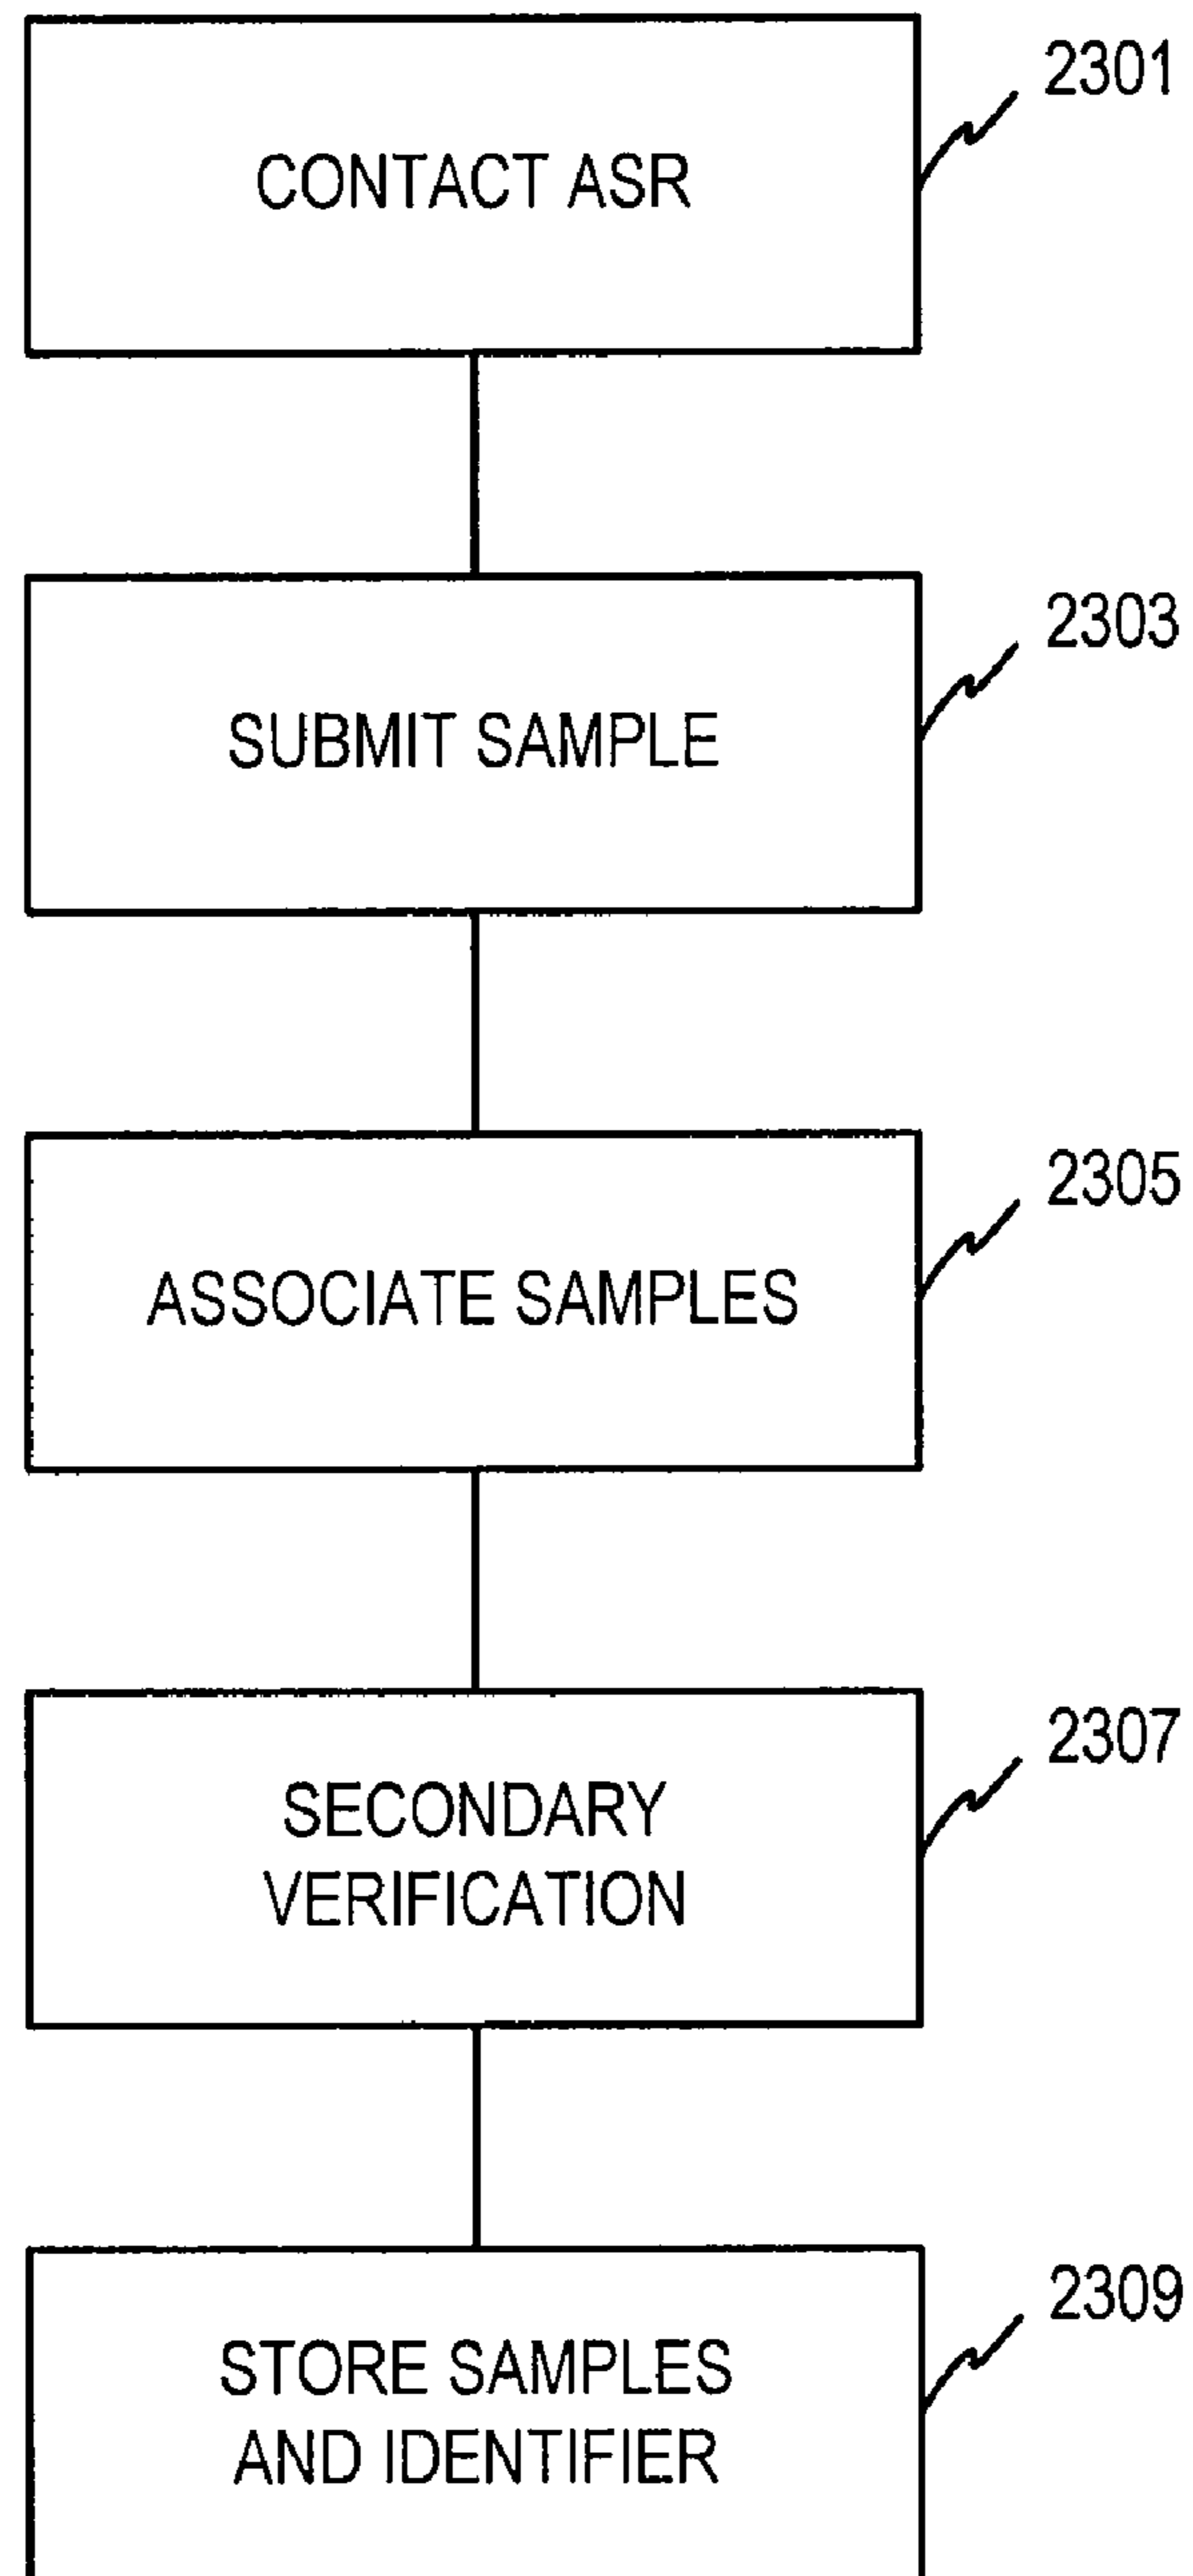 CONTACT ASR
2301
SUBMIT SAMPLE
2303
ASSOCIATE SAMPLES
2305
SECONDARY
VERIFICATION
2307
STORE SAMPLES
AND IDENTIFIER
2309